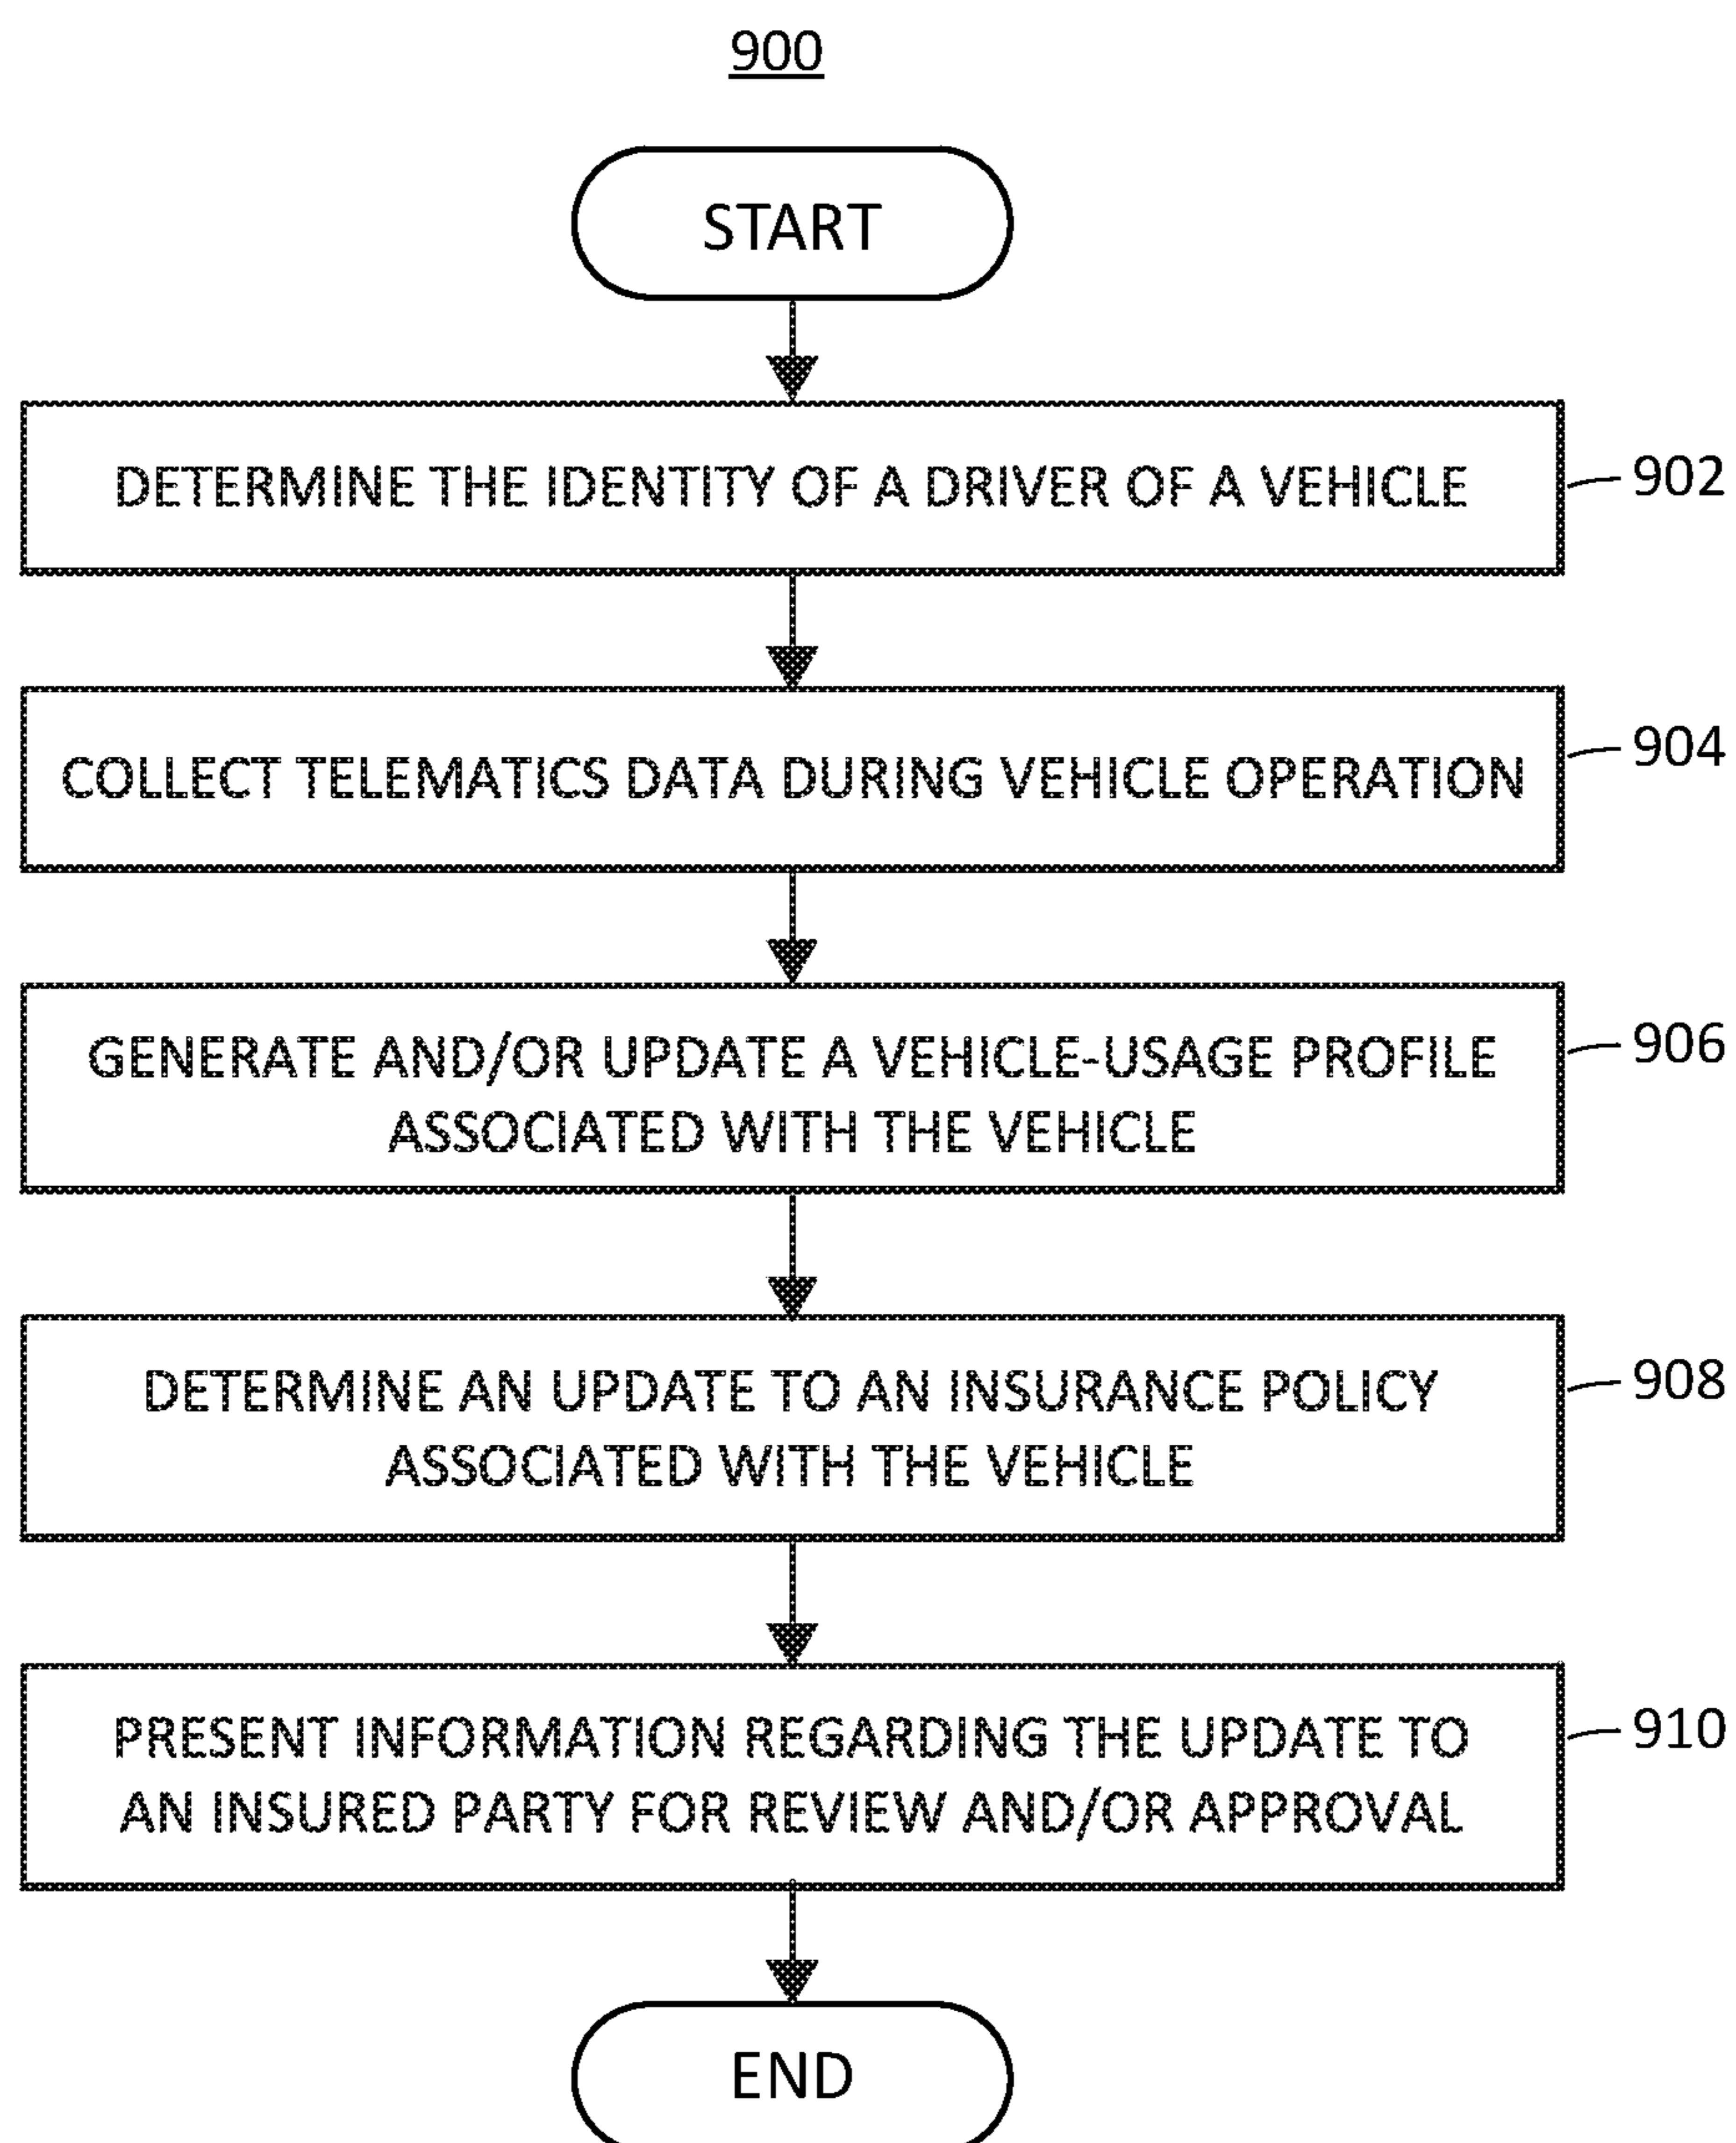 900
START
DETERMINE THE IDENTITY OF A DRIVER OF A VEHICLE
902
COLLECT TELEMATICS DATA DURING VEHICLE OPERATION
904
GENERATE AND/OR UPDATE A VEHICLE-USAGE PROFILE
ASSOCIATED WITH THE VEHICLE
906
DETERMINE AN UPDATE TO AN INSURANCE POLICY
ASSOCIATED WITH THE VEHICLE
908
PRESENT INFORMATION REGARDING THE UPDATE TO
AN INSURED PARTY FOR REVIEW AND/OR APPROVAL
910
END